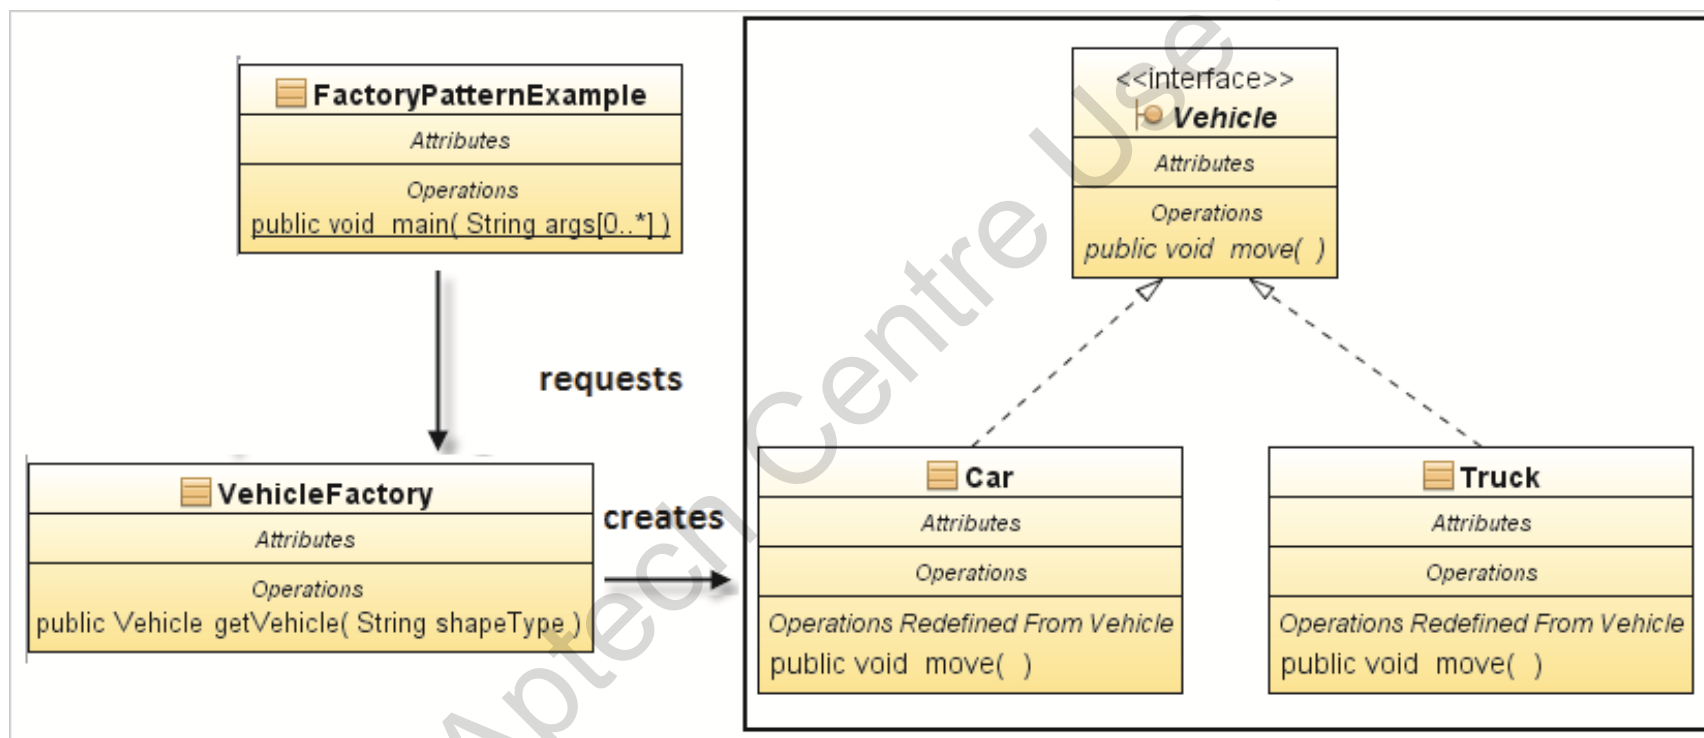 FactoryPatternExample
Attributes
Operations
public void main( String args[0..*] )
requests
VehicleFactory
Attributes
Operations
public Vehicle getVehicle( String shapeType )
creates
<<interface>>
Vehicle
Attributes
Operations
public void move( )
Car
Attributes
Operations
Operations Redefined From Vehicle
public void move( )
Truck
Attributes
Operations
Operations Redefined From Vehicle
public void move( )
Aptech Centre Use